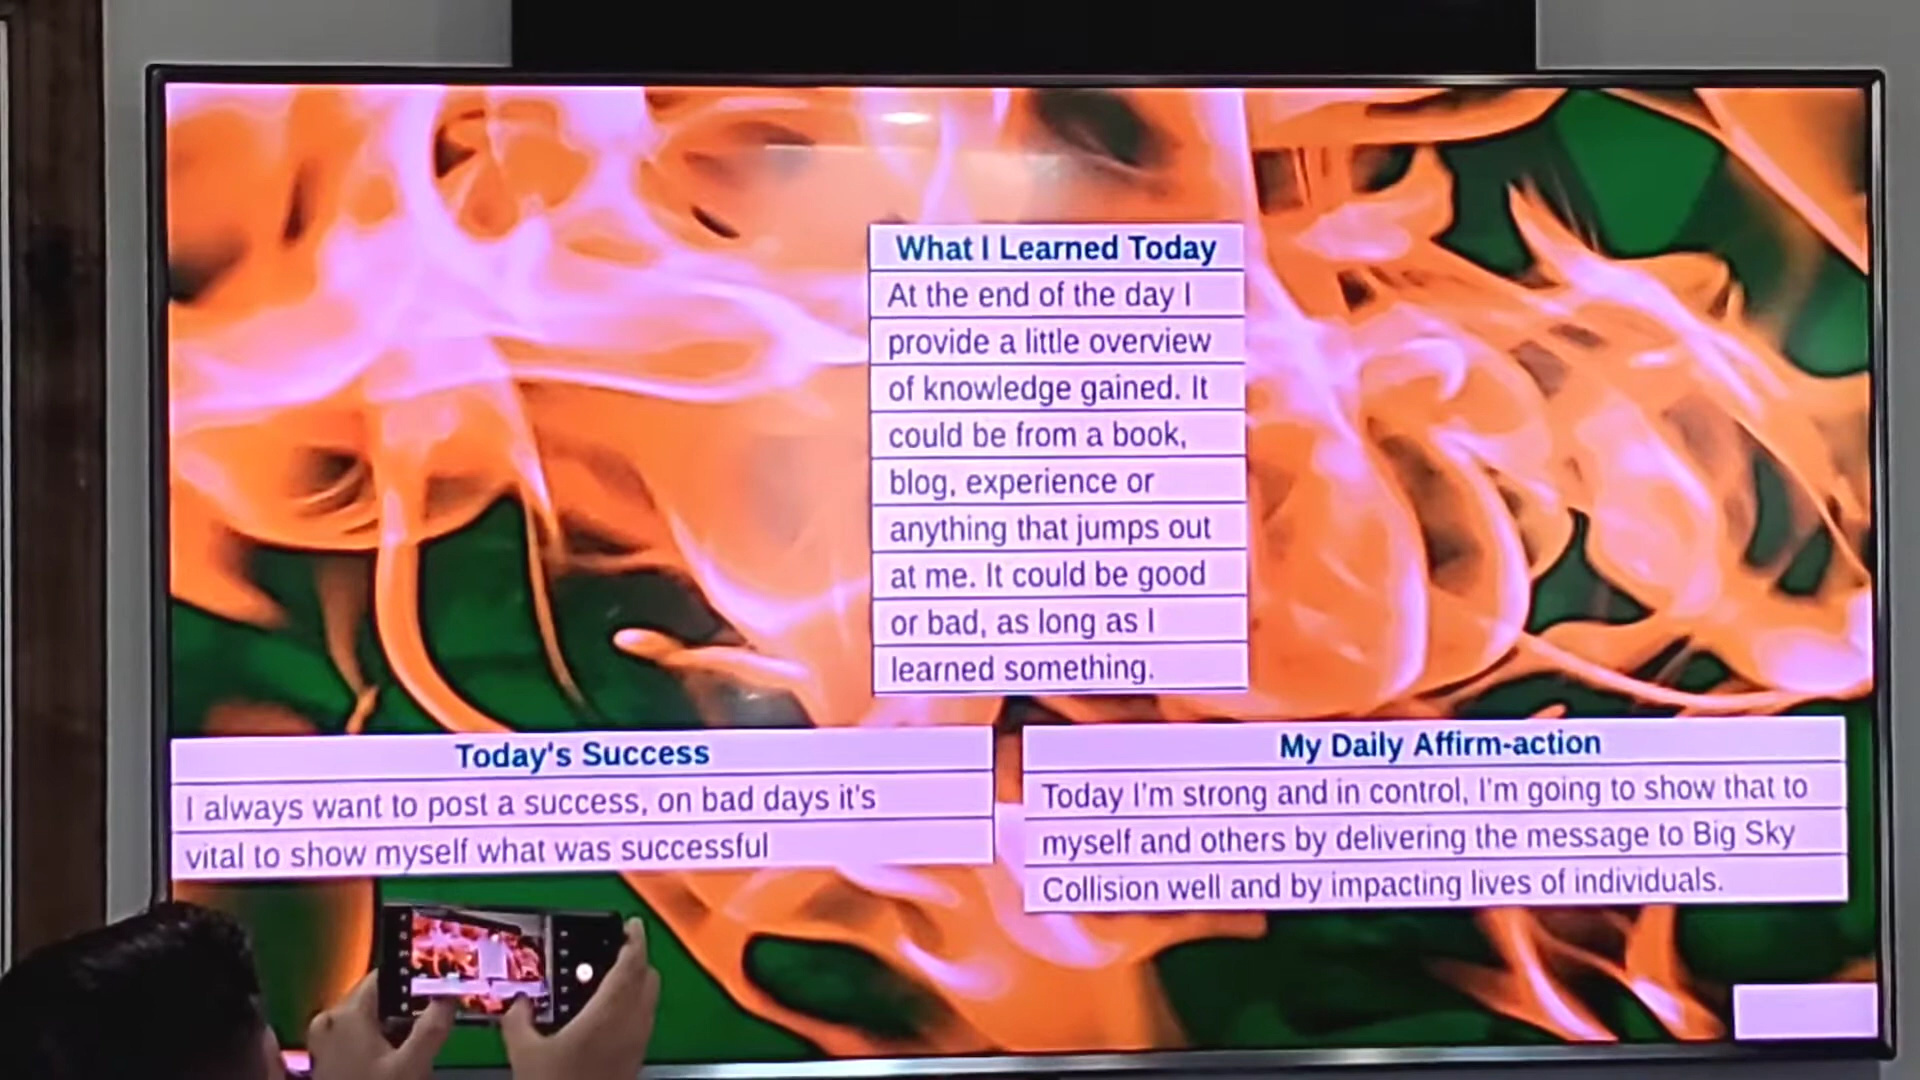 What I Learned Today
At the end of the day I
provide a little overview
of knowledge gained. It
could be from a book,
blog, experience or
anything that jumps out
at me. It could be good
or bad, as long as I
learned something.
Today's Success
I always want to post a success, on bad days it's
vital to show myself what was successful
My Daily Affirm-action
Today I'm strong and in control, I'm going to show that to
myself and others by delivering the message to Big Sky
Collision well and by impacting lives of individuals.